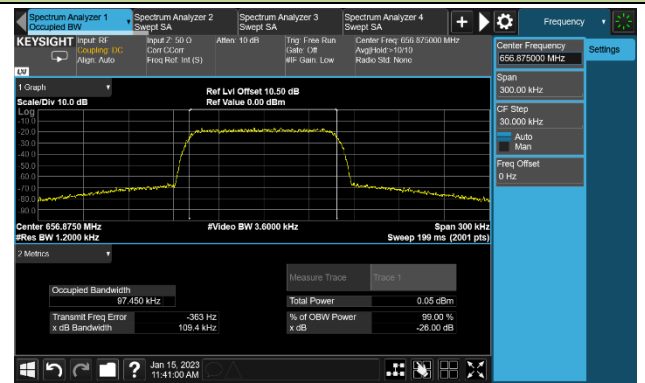 Spectrum Analyzer 1
Occupied BW
Spectrum Analyzer 2
Swept SA
Spectrum Analyzer 3
Swept SA
Spectrum Analyzer 4
Swept SA
Frequency
KEYSIGHT
Input: RF
Coupling: DC
Align: Auto
Input Z: 50 Ω
Corr CCorr
Freq Ref: Int (S)
Atten: 10 dB
Trig: Free Run
Gate: Off
#IF Gain: Low
Center Freq: 656.875000 MHz
Avg|Hold:>10/10
Radio Std: None
Center Frequency
656.875000 MHz
Settings
Span
300.00 kHz
CF Step
30.000 kHz
Auto
Man
Freq Offset
0 Hz
1 Graph
Scale/Div 10.0 dB
Ref Lvl Offset 10.50 dB
Ref Value 0.00 dBm
Log
-10.0
-20.0
-30.0
-40.0
-50.0
-60.0
-70.0
-80.0
-90.0
Center 656.8750 MHz
#Res BW 1.2000 kHz
#Video BW 3.6000 kHz
Span 300 kHz
Sweep 199 ms (2001 pts)
2 Metrics
Measure Trace
Trace 1
Occupied Bandwidth
97.450 kHz
Total Power
0.05 dBm
Transmit Freq Error
-363 Hz
% of OBW Power
99.00 %
x dB Bandwidth
109.4 kHz
x dB
-26.00 dB
?
Jan 15, 2023
11:41:00 AM